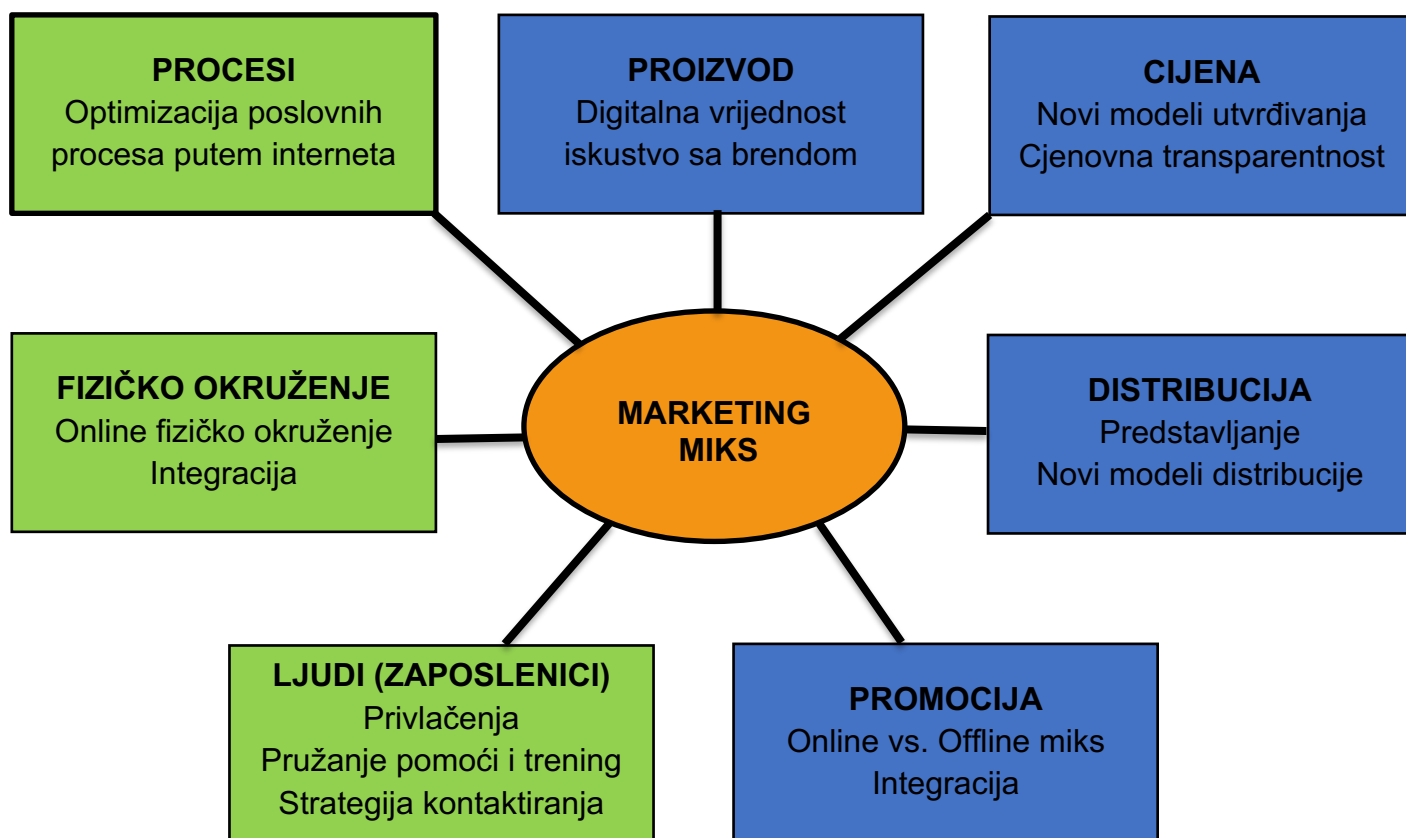 PROCESI
Optimizacija poslovnih
procesa putem interneta
PROIZVOD
Digitalna vrijednost
iskustvo sa brendom
CIJENA
Novi modeli utvrđivanja
Cjenovna transparentnost
FIZIČKO OKRUŽENJE
Online fizičko okruženje
Integracija
MARKETING
MIKS
DISTRIBUCIJA
Predstavljanje
Novi modeli distribucije
LJUDI (ZAPOSLENICI)
Privlačenja
Pružanje pomoći i trening
Strategija kontaktiranja
PROMOCIJA
Online vs. Offline miks
Integracija